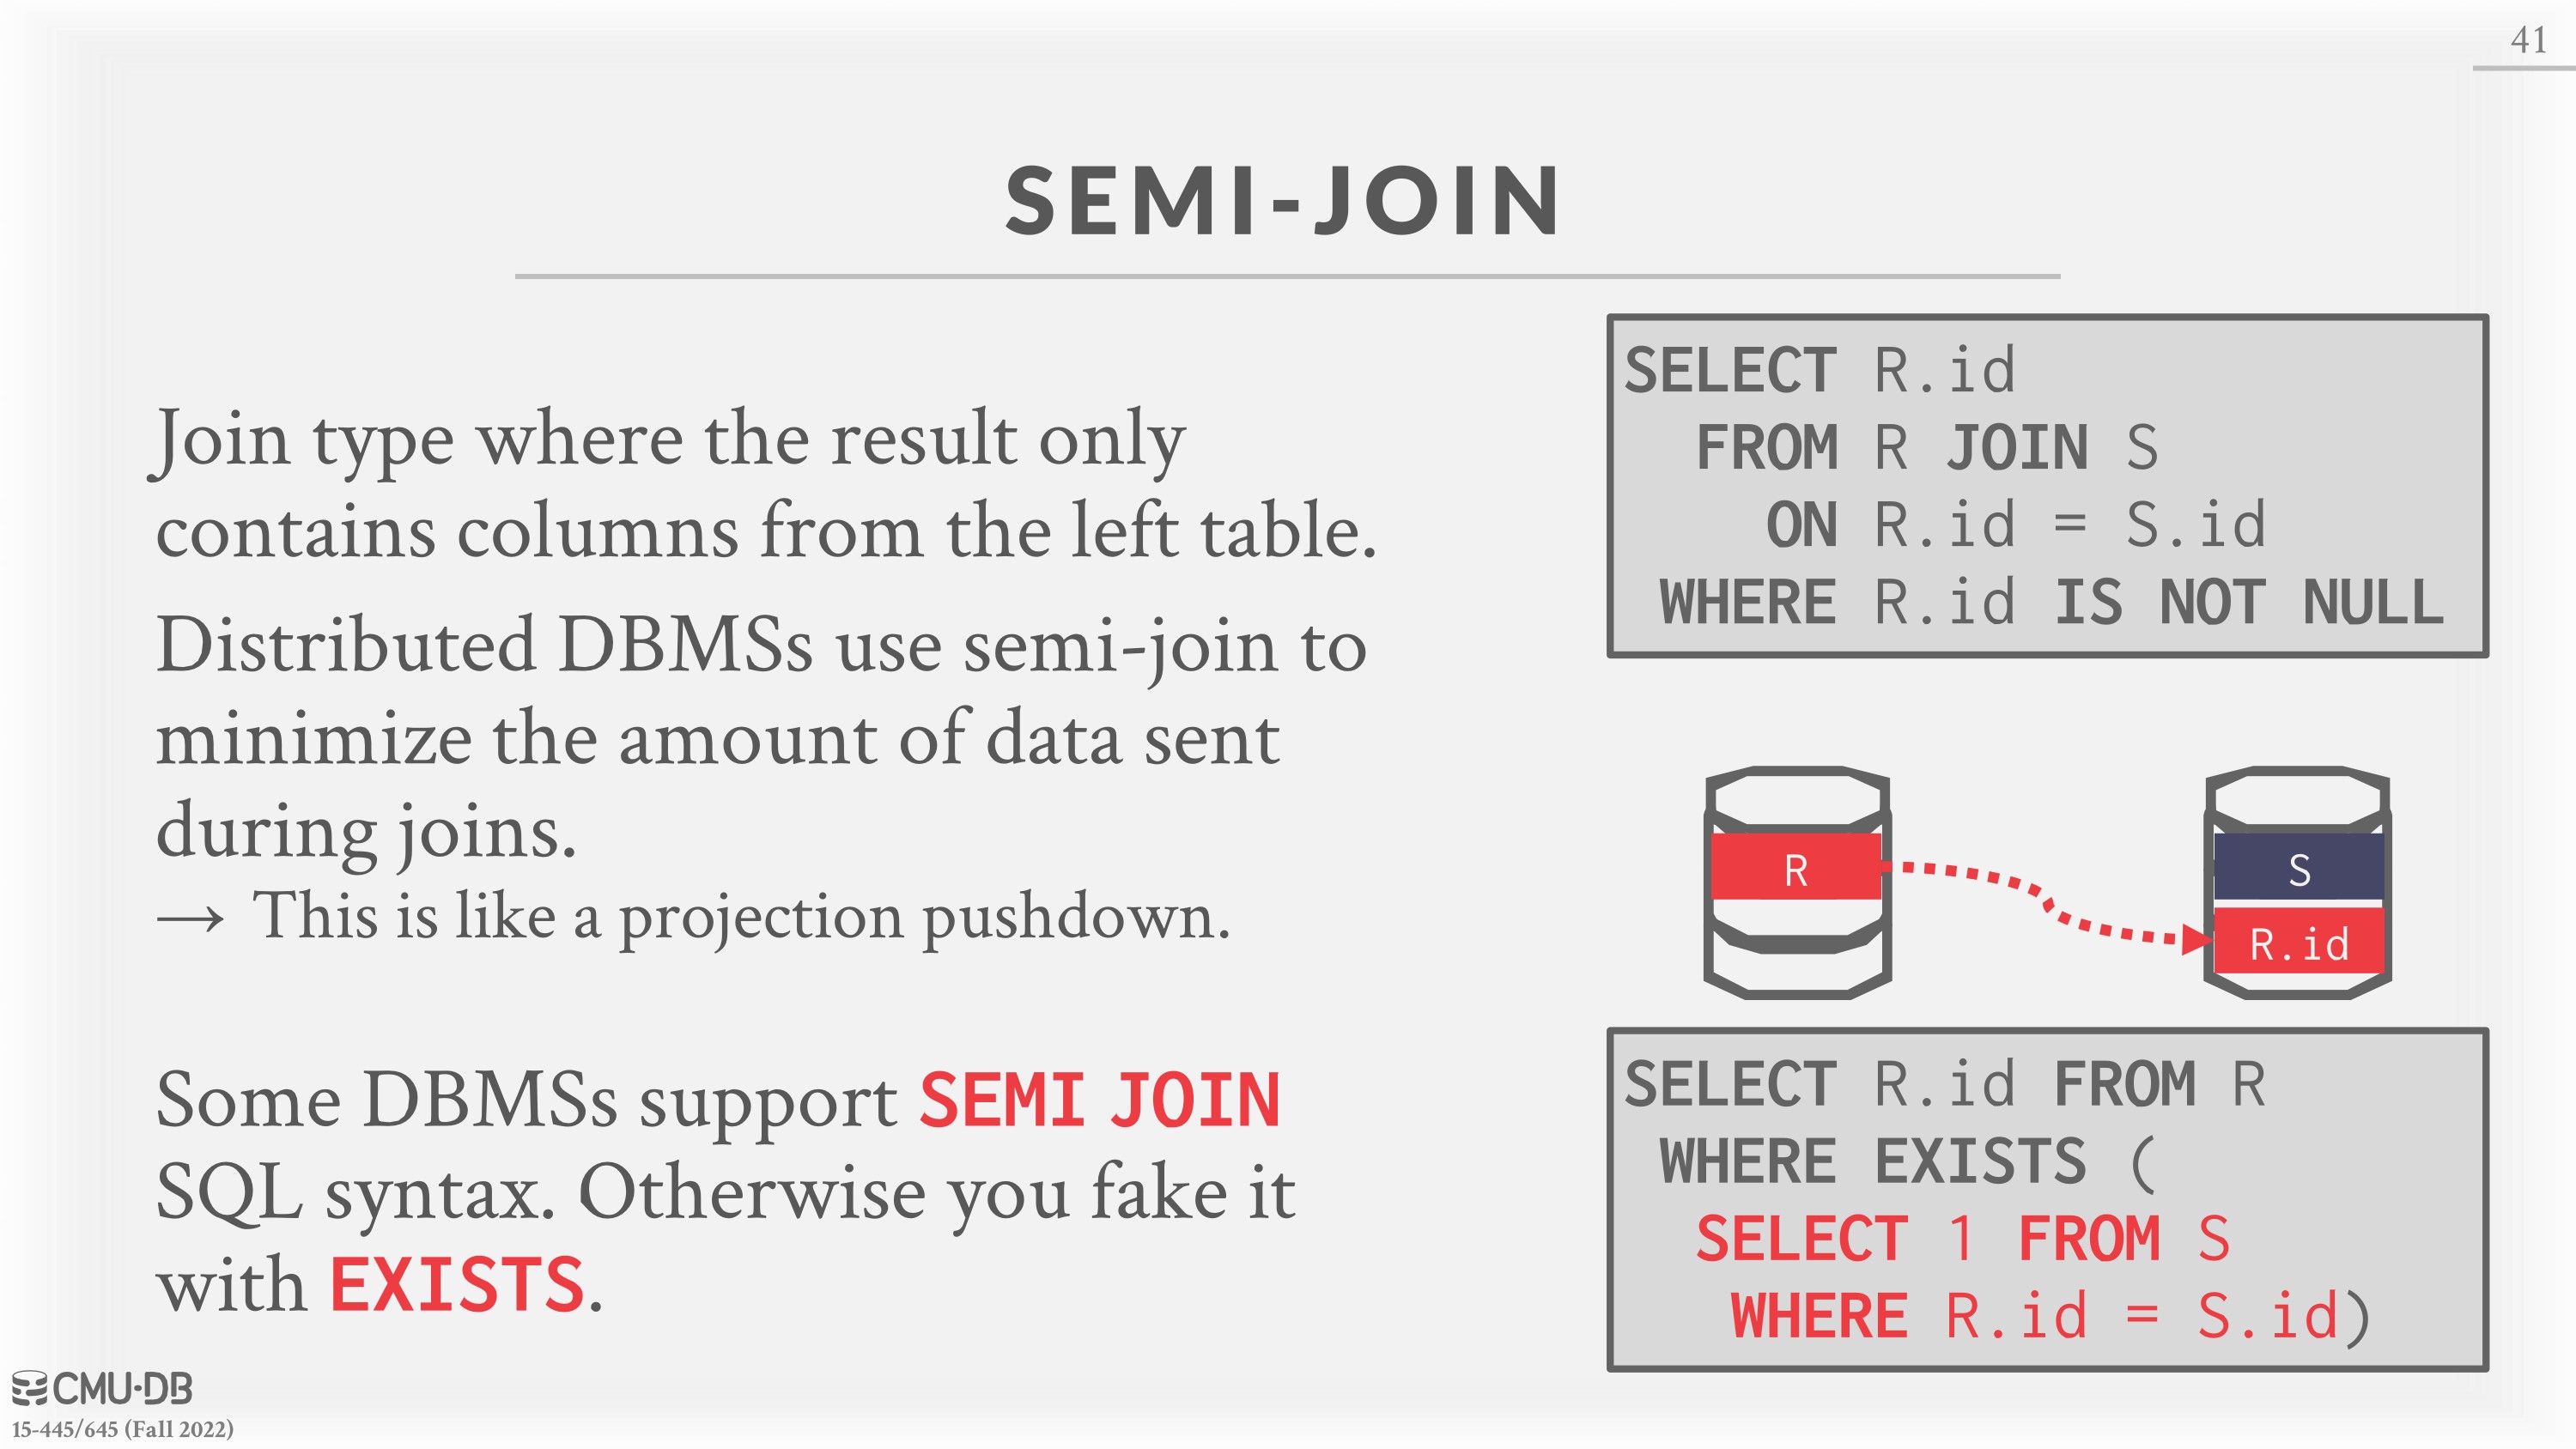 41
SEMI-JOIN
Join type where the result only
contains columns from the left table.
Distributed DBMSs use semi-join to
minimize the amount of data sent
during joins.
→ This is like a projection pushdown.
Some DBMSs support SEMI JOIN
SQL syntax. Otherwise you fake it
with EXISTS.
SELECT R.id
FROM R JOIN S
ON R.id = S.id
WHERE R.id IS NOT NULL
R
S
R.id
SELECT R.id FROM R
WHERE EXISTS (
SELECT 1 FROM S
WHERE R.id = S.id)
CMU·DB
15-445/645 (Fall 2022)